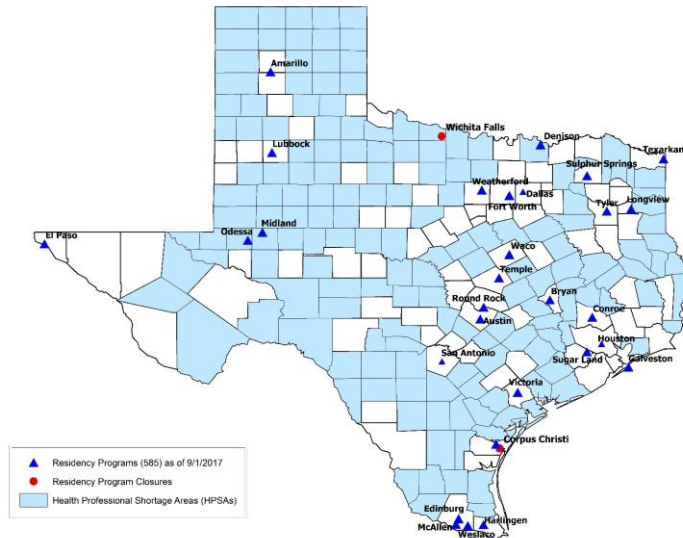 Amarillo
Wichita Falls
Denison
Texarkan
Lubbock
Sulphur Springs
Weatherford
Dallas
Fort Worth
Tyler
Longview
El Paso
Midland
Odessa
Waco
Temple
Bryan
Round Rock
Conroe
Austin
Houston
San Antonio
Sugar Land
Galveston
Victoria
Corpus Christi
Residency Programs (585) as of 9/1/2017
Residency Program Closures
Health Professional Shortage Areas (HPSAs)
Edinburg
McAllen
Harlingen
Weslaco